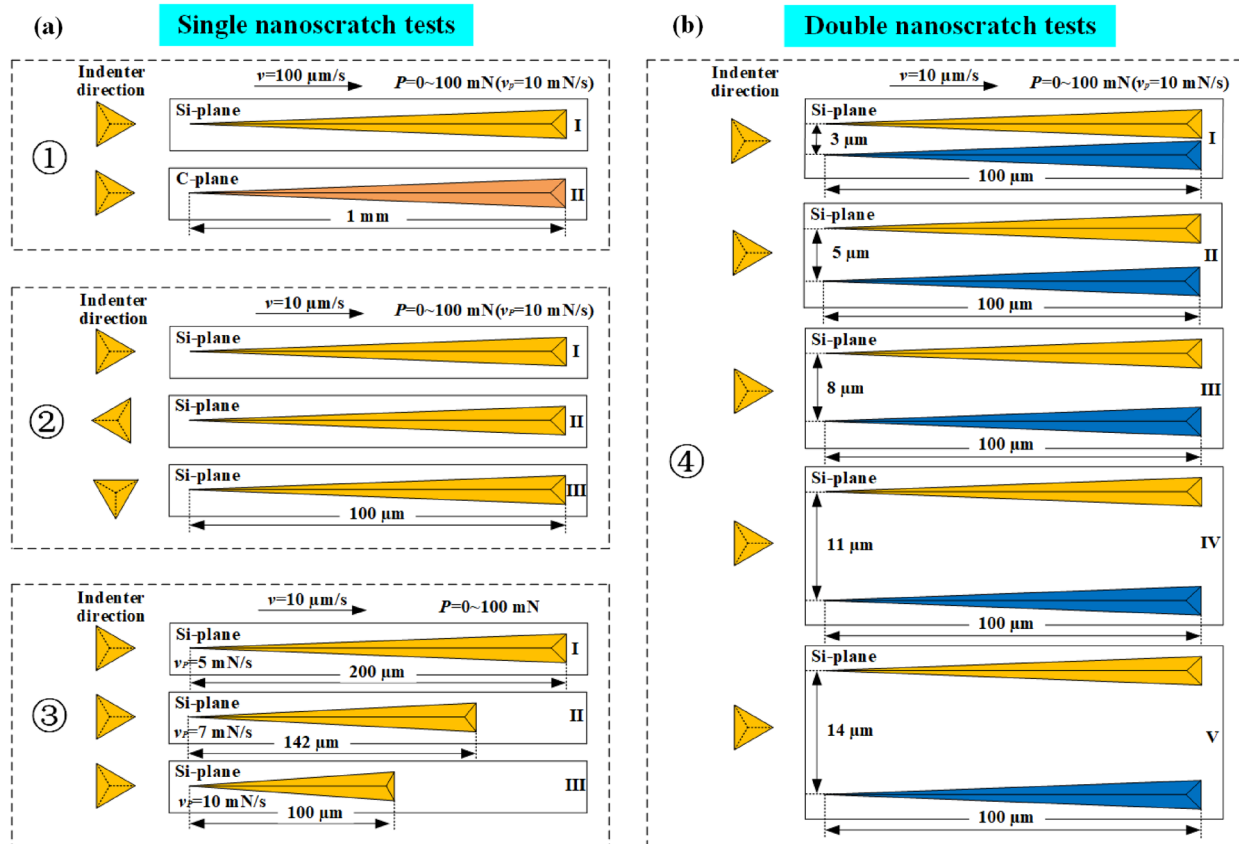 (a)
Single nanoscratch tests
Indenter
direction
v=100 μm/s
P=0~100 mN(vₚ=10 mN/s)
①
Si-plane
I
C-plane
II
1 mm
Indenter
direction
v=10 μm/s
P=0~100 mN(vₚ=10 mN/s)
②
Si-plane
I
Si-plane
II
Si-plane
III
100 μm
Indenter
direction
v=10 μm/s
P=0~100 mN
③
Si-plane
I
vₚ=5 mN/s
200 μm
Si-plane
II
vₚ=7 mN/s
142 μm
Si-plane
III
vₚ=10 mN/s
100 μm
(b)
Double nanoscratch tests
Indenter
direction
v=10 μm/s
P=0~100 mN(vₚ=10 mN/s)
④
Si-plane
I
3 μm
100 μm
Si-plane
II
5 μm
100 μm
Si-plane
III
8 μm
100 μm
Si-plane
IV
11 μm
100 μm
Si-plane
V
14 μm
100 μm